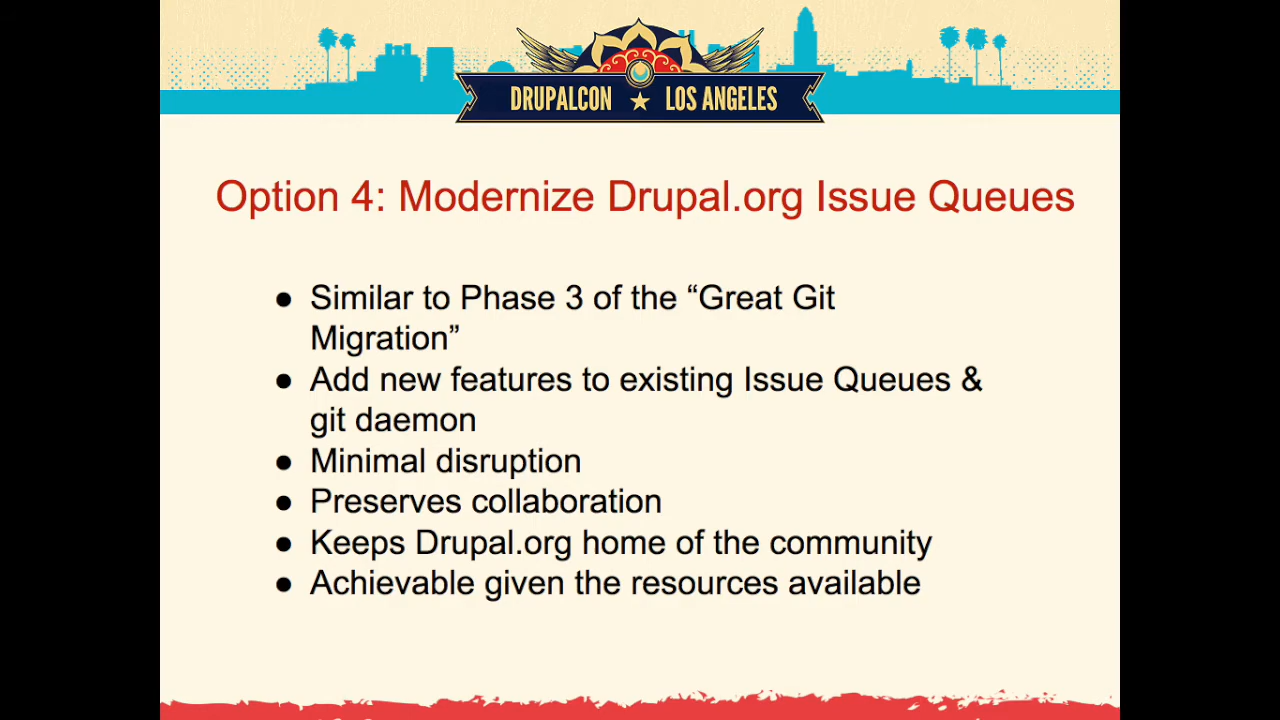 DRUPALCON ★ LOS ANGELES
Option 4: Modernize Drupal.org Issue Queues
● Similar to Phase 3 of the “Great Git
Migration”
● Add new features to existing Issue Queues &
git daemon
● Minimal disruption
● Preserves collaboration
● Keeps Drupal.org home of the community
● Achievable given the resources available